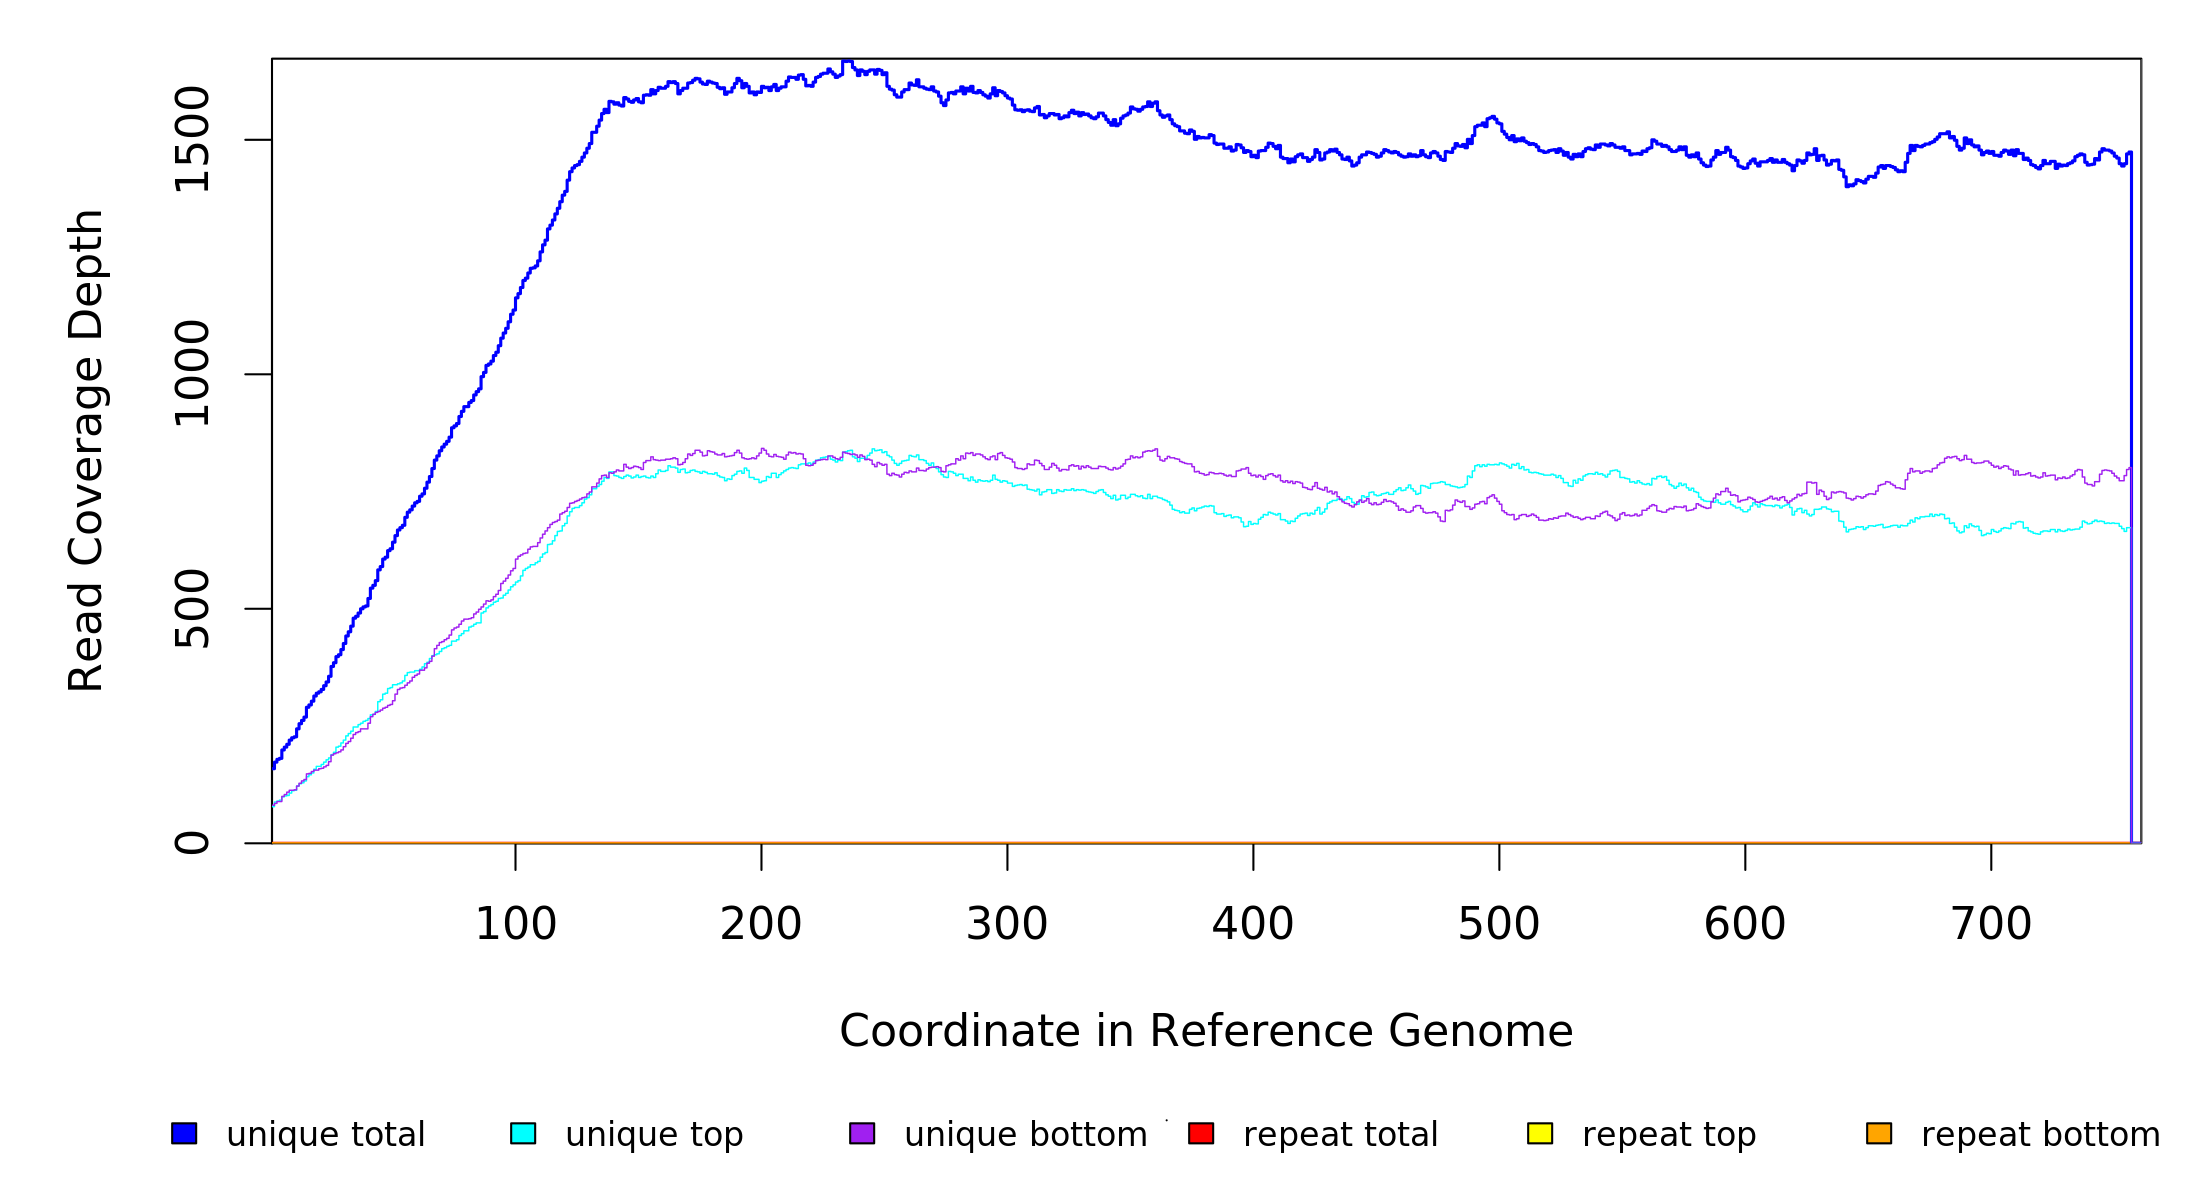 Read Coverage Depth
1500
1000
500
0
100 200 300 400 500 600 700
Coordinate in Reference Genome
unique total unique top unique bottom repeat total repeat top repeat bottom